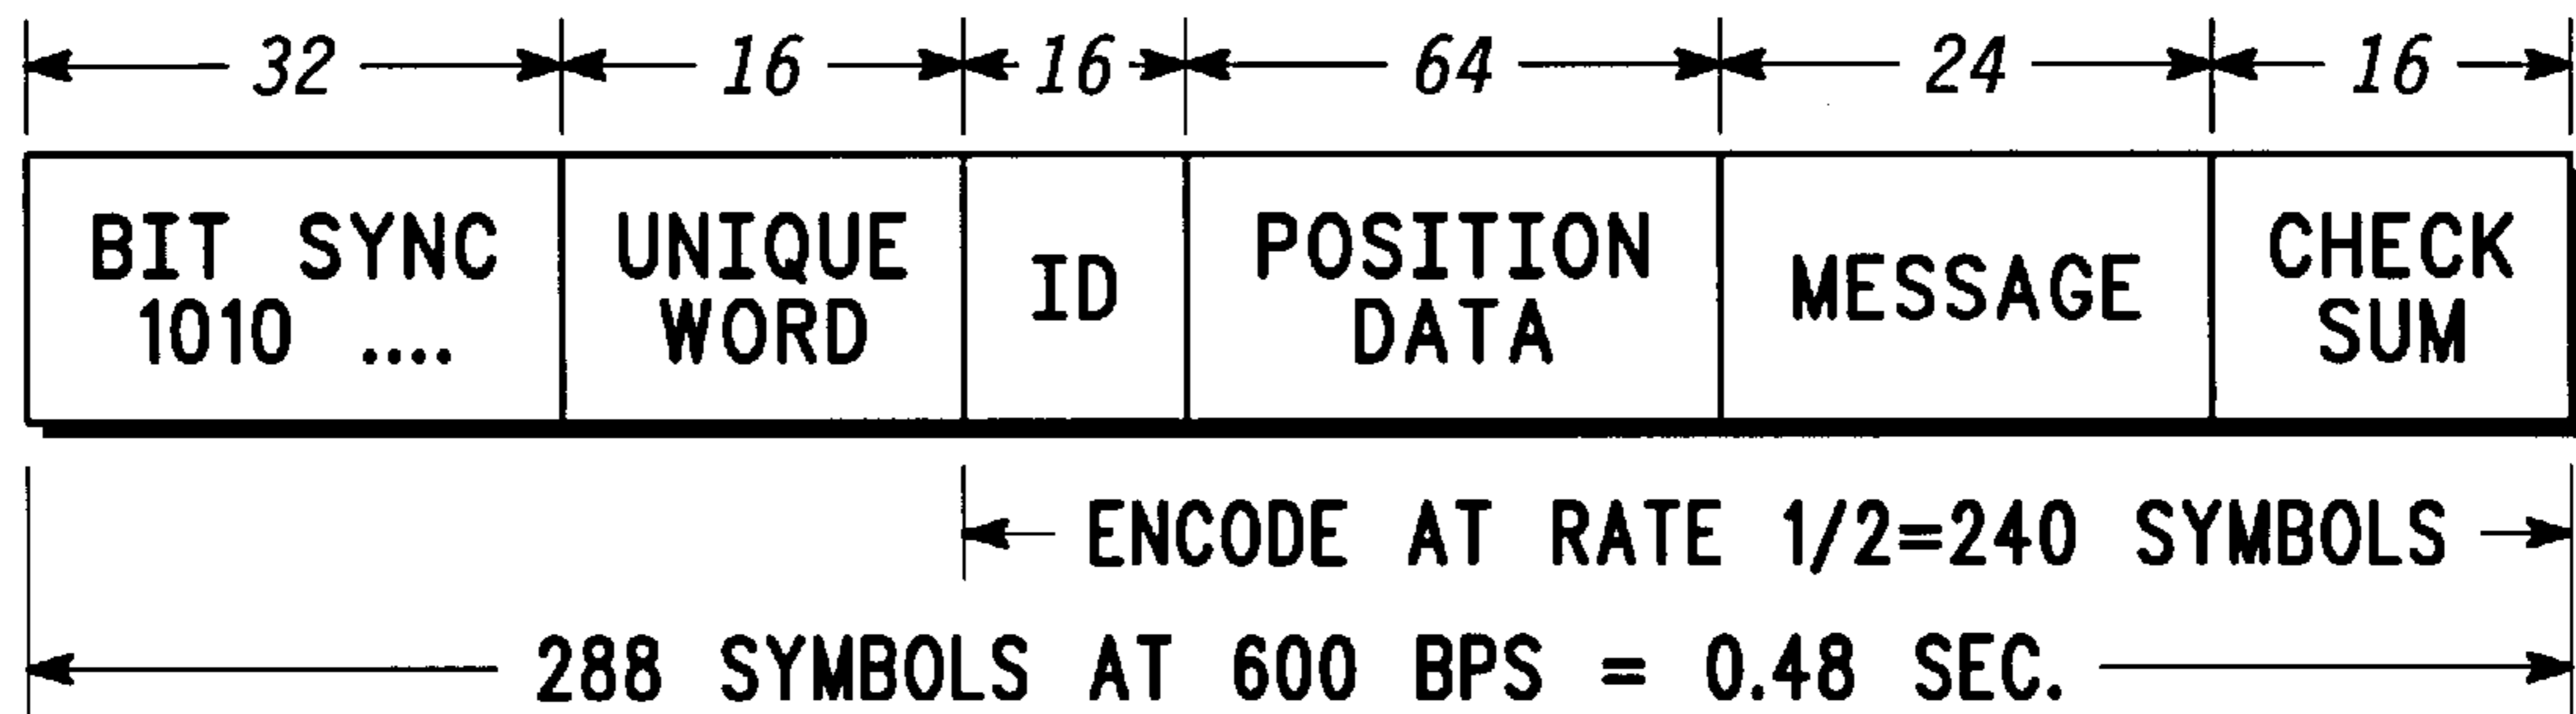 32 16 16 64 24 16
BIT SYNC
1010 ....
UNIQUE
WORD
ID
POSITION
DATA
MESSAGE
CHECK
SUM
ENCODE AT RATE 1/2=240 SYMBOLS
288 SYMBOLS AT 600 BPS = 0.48 SEC.